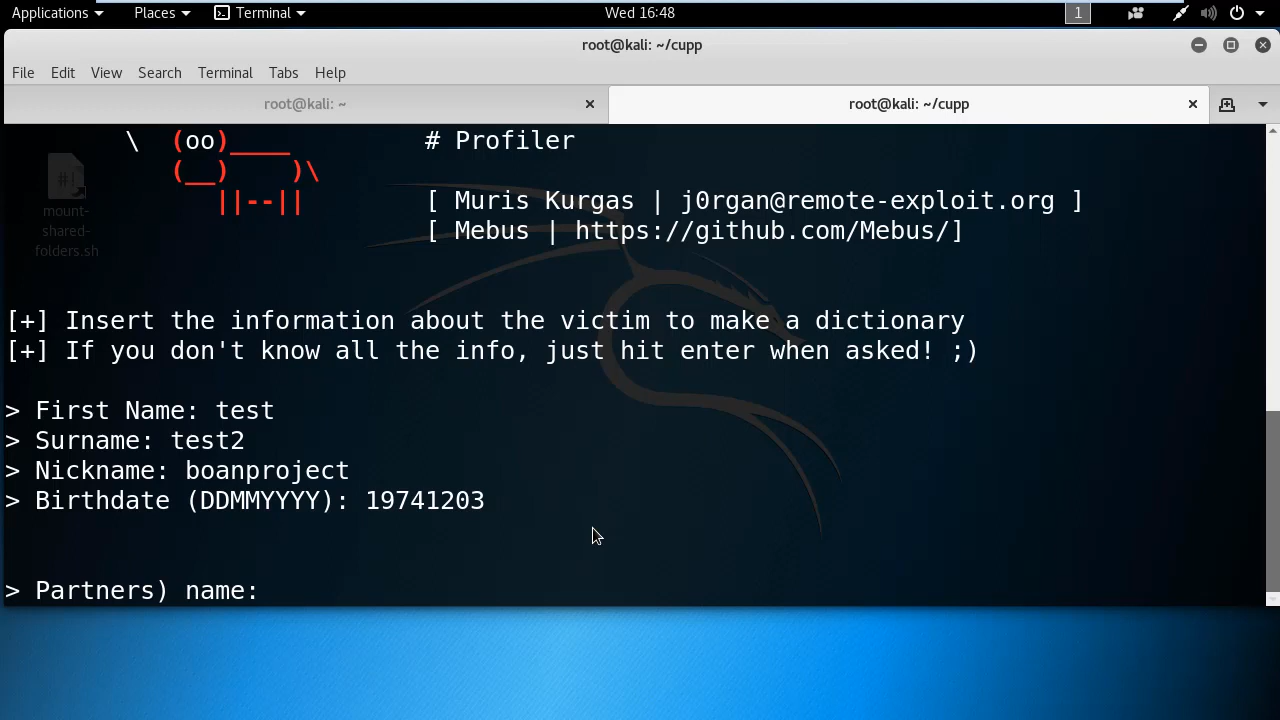 Applications Places Terminal Wed 16:48 1
root@kali: ~/cupp
File Edit View Search Terminal Tabs Help
root@kali: ~ root@kali: ~/cupp
\ (oo)____ # Profiler
(__) )\
||--|| [ Muris Kurgas | j0rgan@remote-exploit.org ]
[ Mebus | https://github.com/Mebus/]
#!
mount-
shared-
folders.sh
[+] Insert the information about the victim to make a dictionary
[+] If you don't know all the info, just hit enter when asked! ;)
> First Name: test
> Surname: test2
> Nickname: boanproject
> Birthdate (DDMMYYYY): 19741203
> Partners) name: